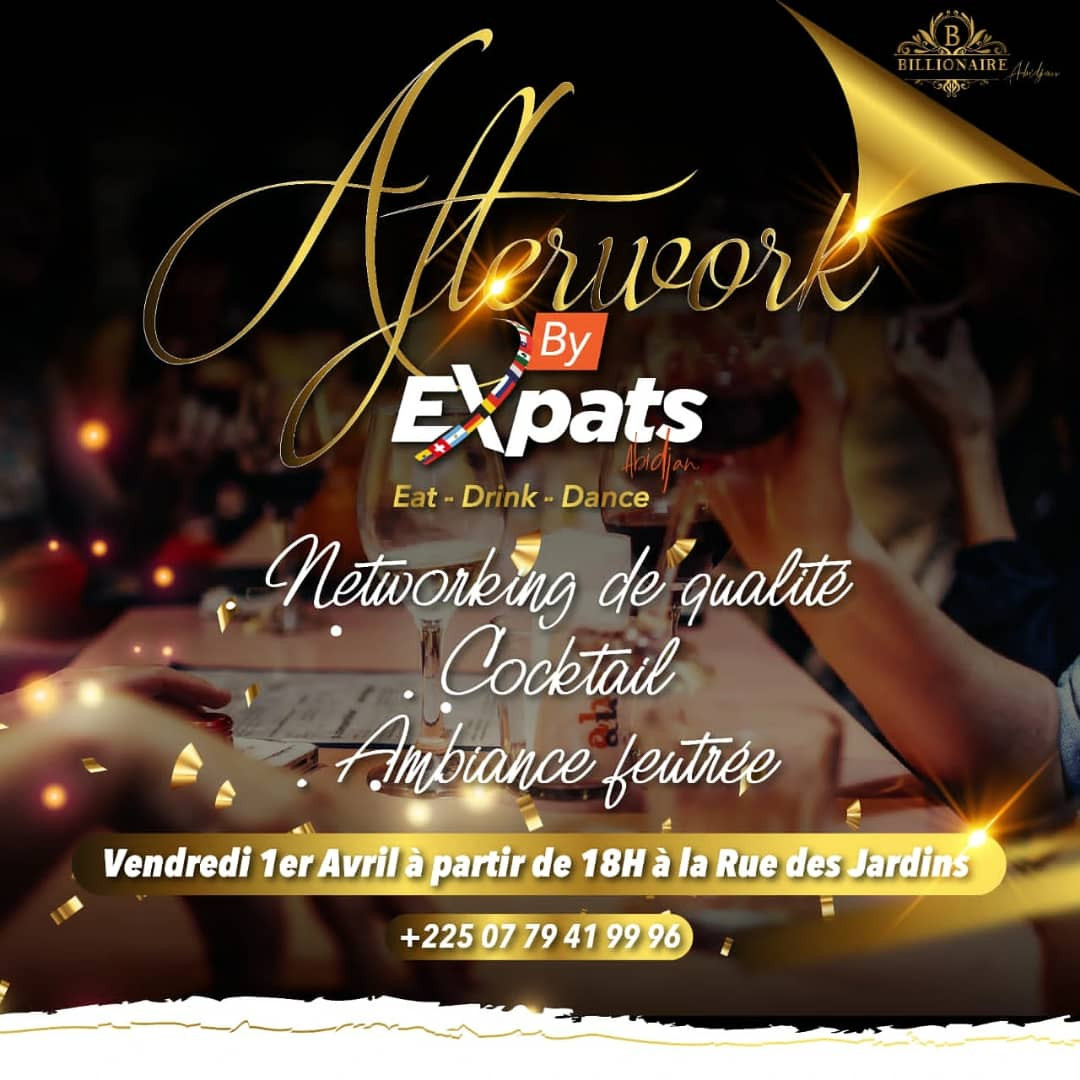 B
BILLIONAIRE
Abidjan
Afterwork
By
Expats
Abidjan
Eat - Drink - Dance
. Networking de qualité
. Cocktail
. Ambiance feutrée
Vendredi 1er Avril à partir de 18H à la Rue des Jardins
+225 07 79 41 99 96